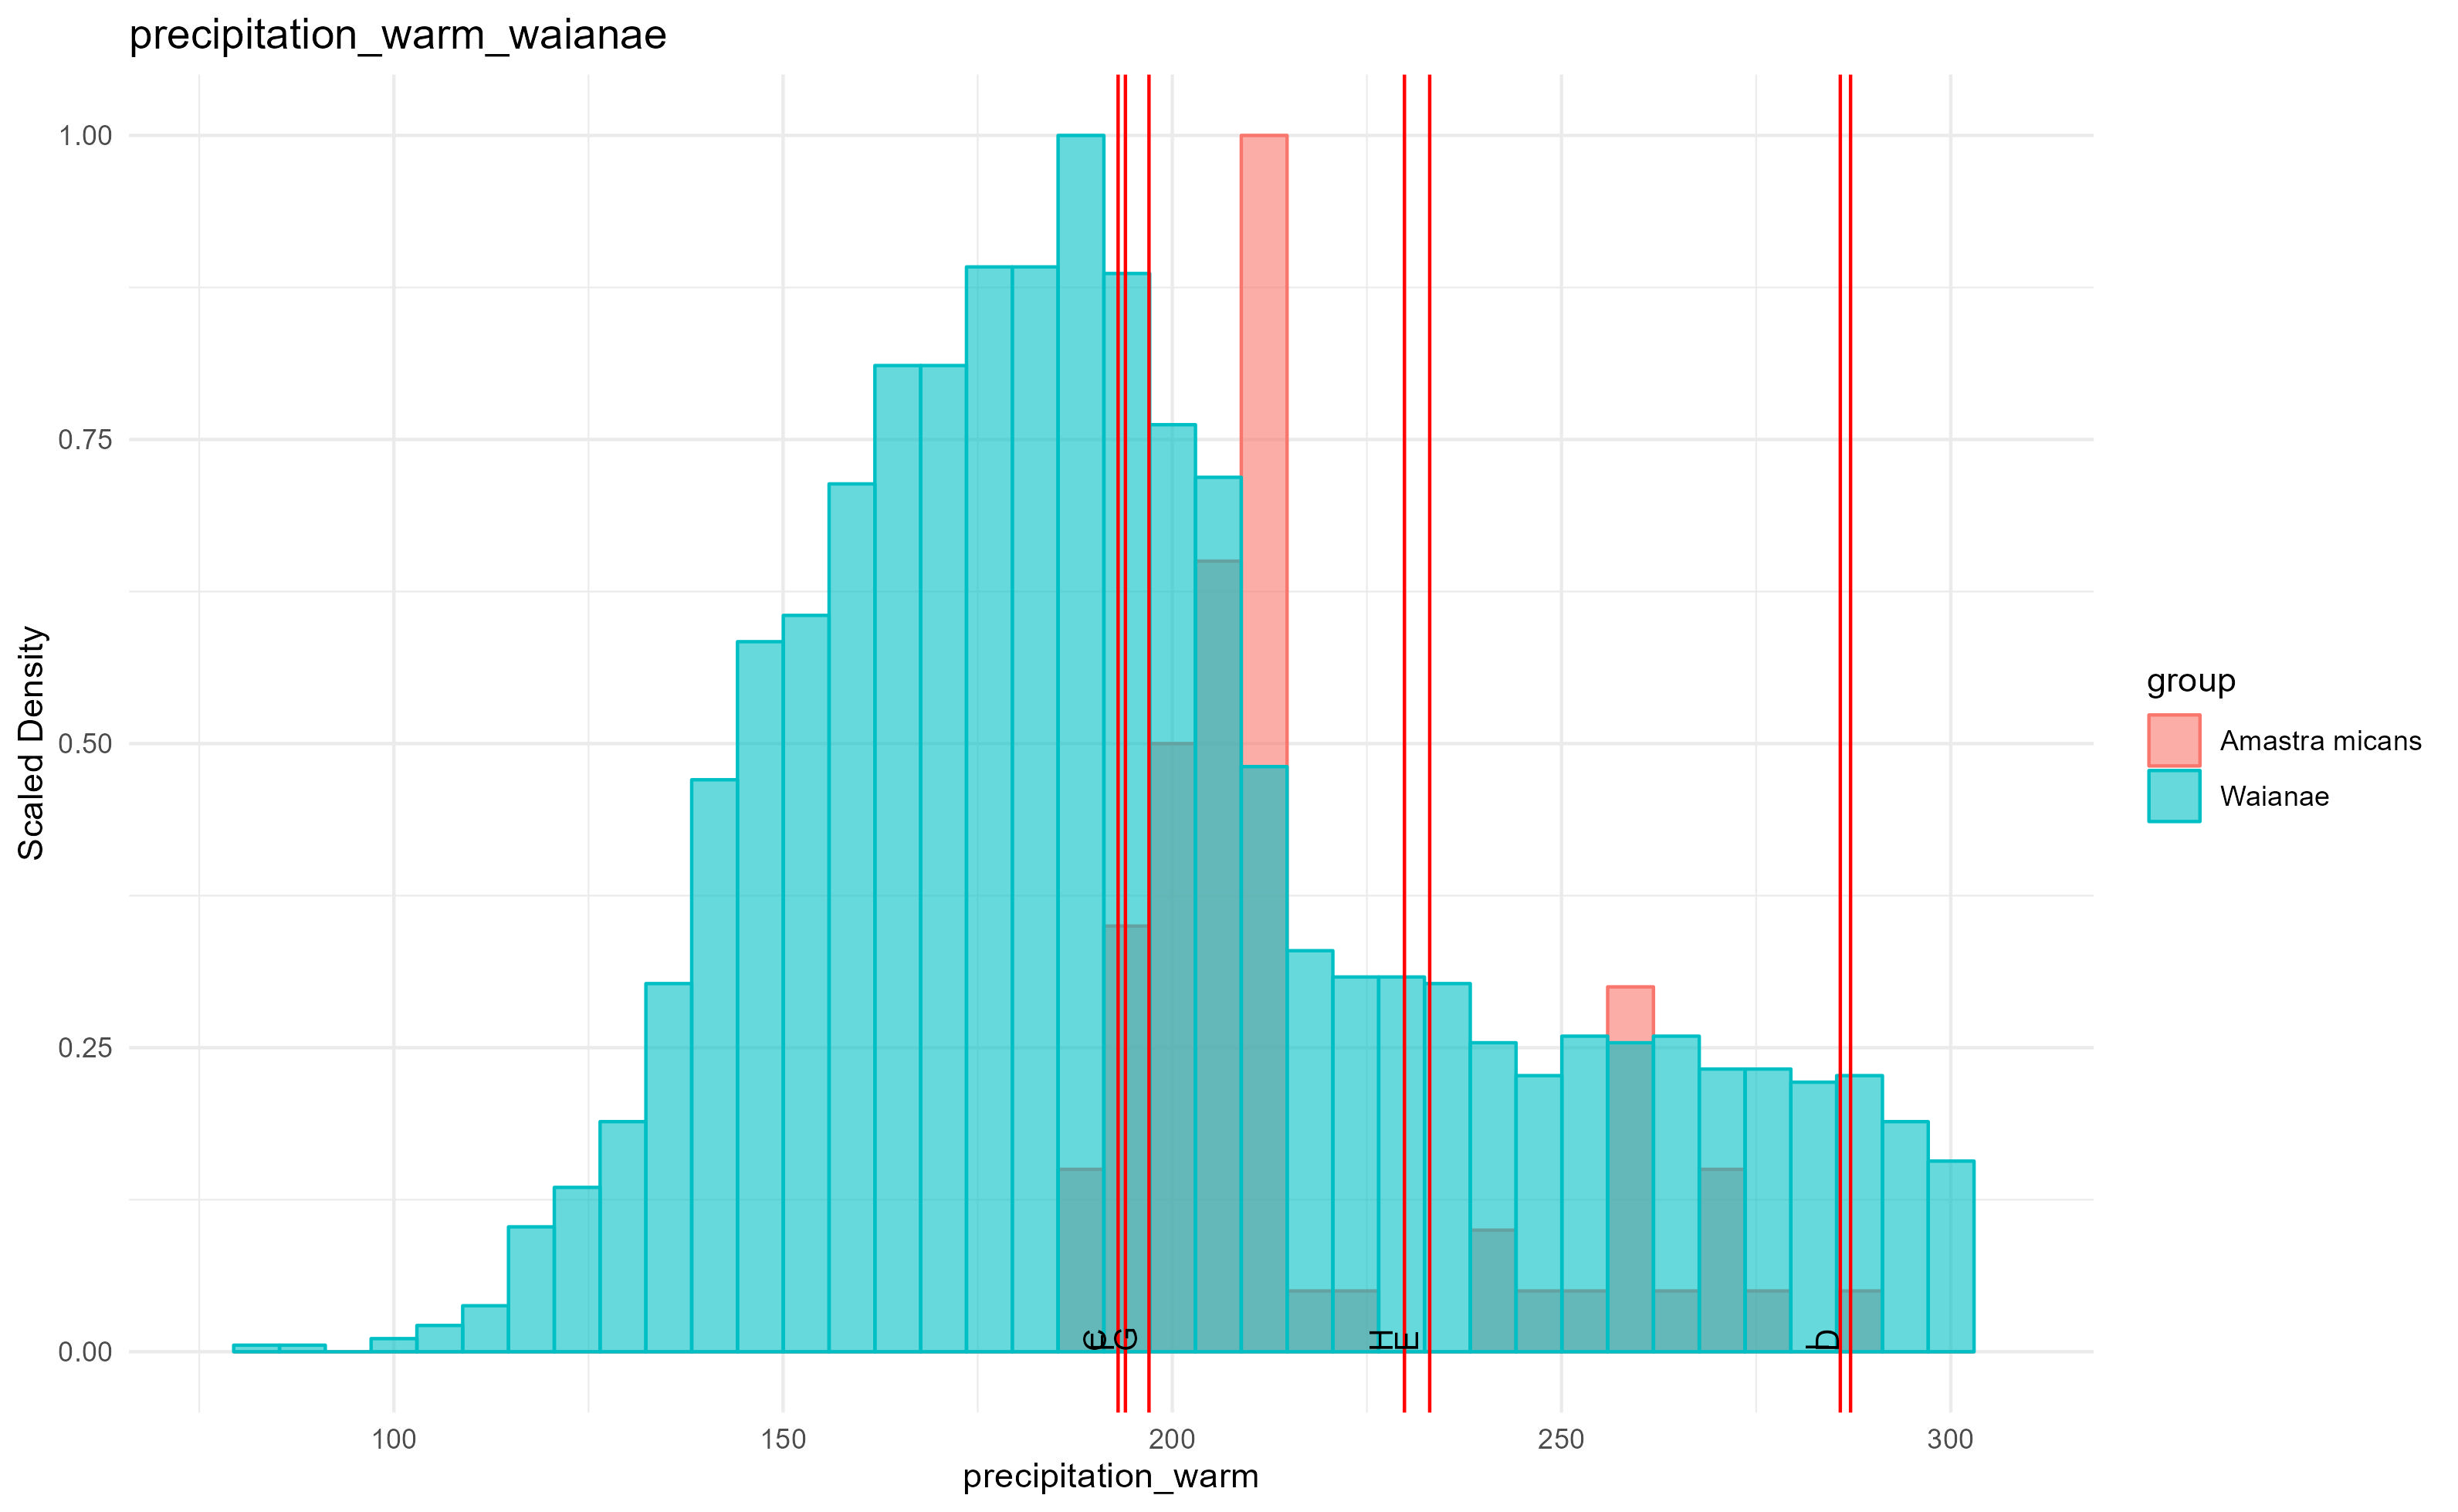 precipitation_warm_waianae
1.00
0.75
0.50
0.25
0.00
Scaled Density
G
H
E
D
100
150
200
250
300
precipitation_warm
group
Amastra micans
Waianae